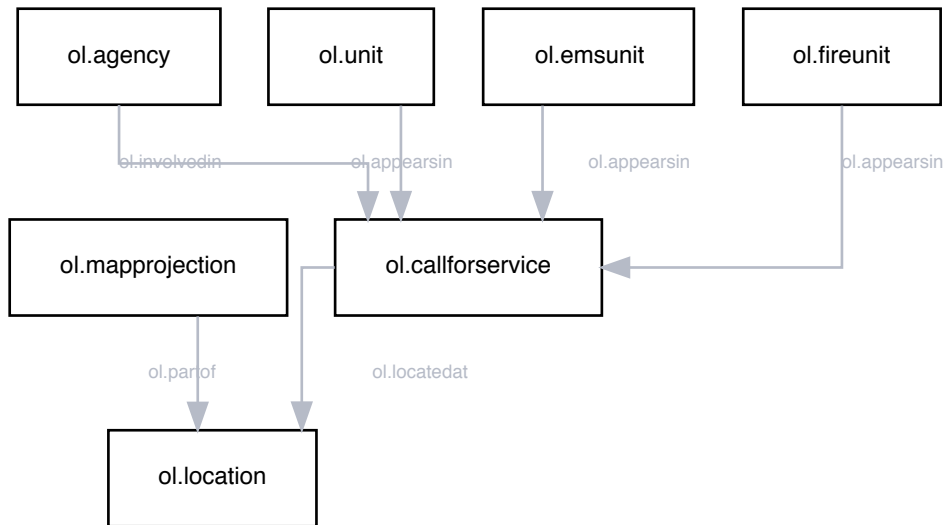 ol.agency
ol.unit
ol.emsunit
ol.fireunit
ol.involvedin
ol.appearsin
ol.appearsin
ol.appearsin
ol.mapprojection
ol.callforservice
ol.partof
ol.locatedat
ol.location